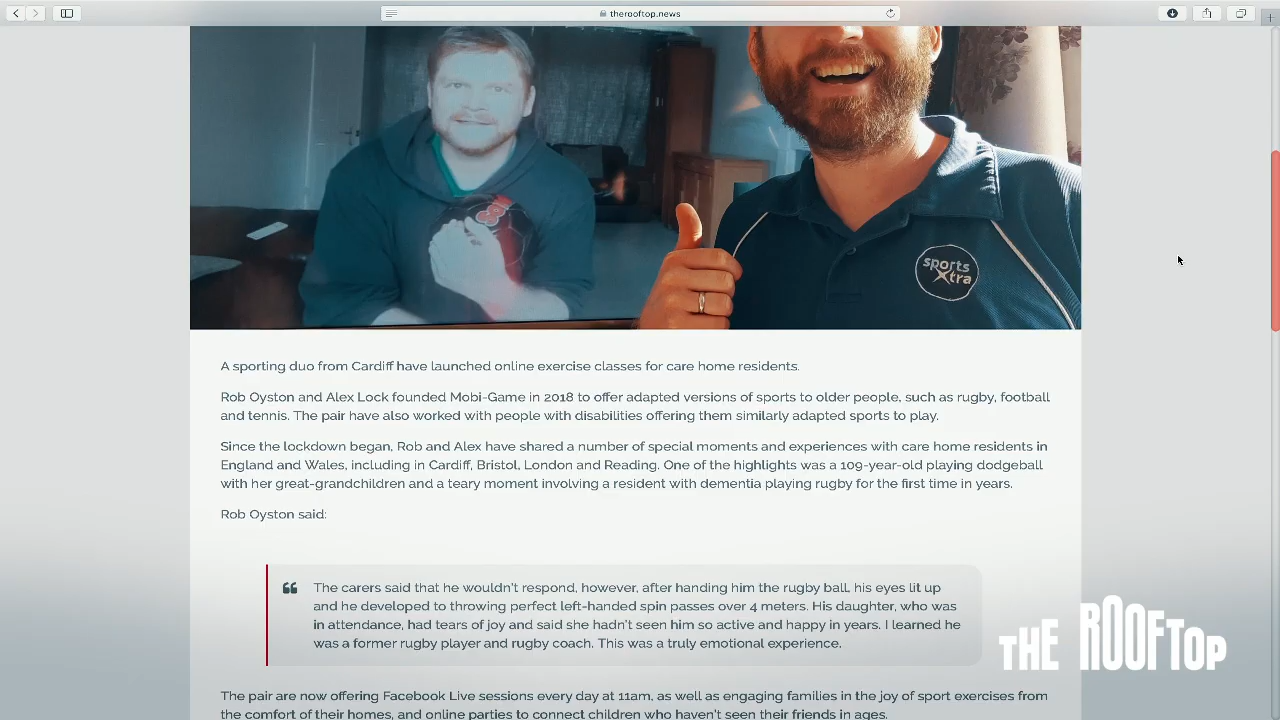 therooftop.news
sports
Xtra
A sporting duo from Cardiff have launched online exercise classes for care home residents.
Rob Oyston and Alex Lock founded Mobi-Game in 2018 to offer adapted versions of sports to older people, such as rugby, football
and tennis. The pair have also worked with people with disabilities offering them similarly adapted sports to play.
Since the lockdown began, Rob and Alex have shared a number of special moments and experiences with care home residents in
England and Wales, including in Cardiff, Bristol, London and Reading. One of the highlights was a 109-year-old playing dodgeball
with her great-grandchildren and a teary moment involving a resident with dementia playing rugby for the first time in years.
Rob Oyston said:
❝ The carers said that he wouldn't respond, however, after handing him the rugby ball, his eyes lit up
and he developed to throwing perfect left-handed spin passes over 4 meters. His daughter, who was
in attendance, had tears of joy and said she hadn't seen him so active and happy in years. I learned he
was a former rugby player and rugby coach. This was a truly emotional experience.
THE ROOFTOP
The pair are now offering Facebook Live sessions every day at 11am, as well as engaging families in the joy of sport exercises from
the comfort of their homes, and online parties to connect children who haven't seen their friends in ages.